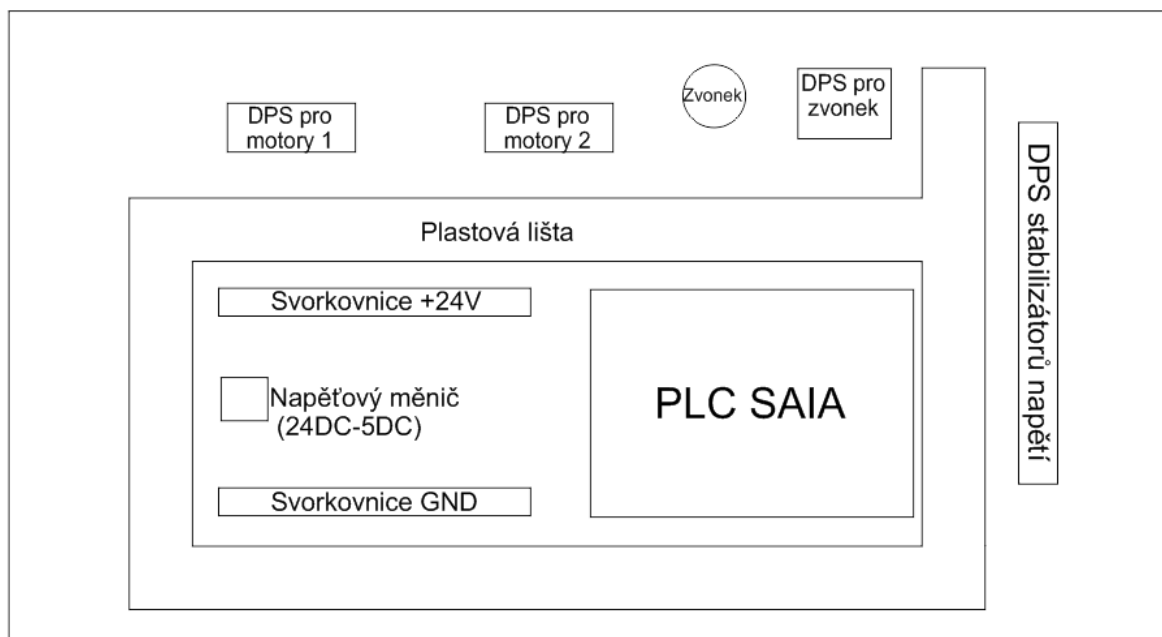 Zvonek
DPS pro
zvonek
DPS pro
motory 1
DPS pro
motory 2
DPS stabilizátorů napětí
Plastová lišta
Svorkovnice +24V
Napěťový měnič
(24DC-5DC)
PLC SAIA
Svorkovnice GND